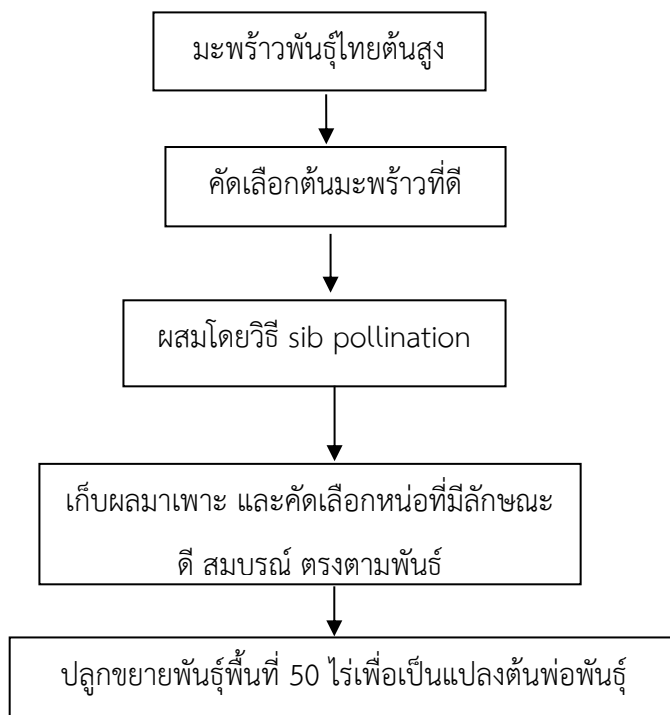 มะพร้าวพันธุ์ไทยต้นสูง
คัดเลือกต้นมะพร้าวที่ดี
ผสมโดยวิธี sib pollination
เก็บผลมาเพาะ และคัดเลือกหน่อที่มีลักษณะ
ดี สมบรณ์ ตรงตามพันธ์
ปลูกขยายพันธุ์พื้นที่ 50 ไร่เพื่อเป็นแปลงต้นพ่อพันธุ์